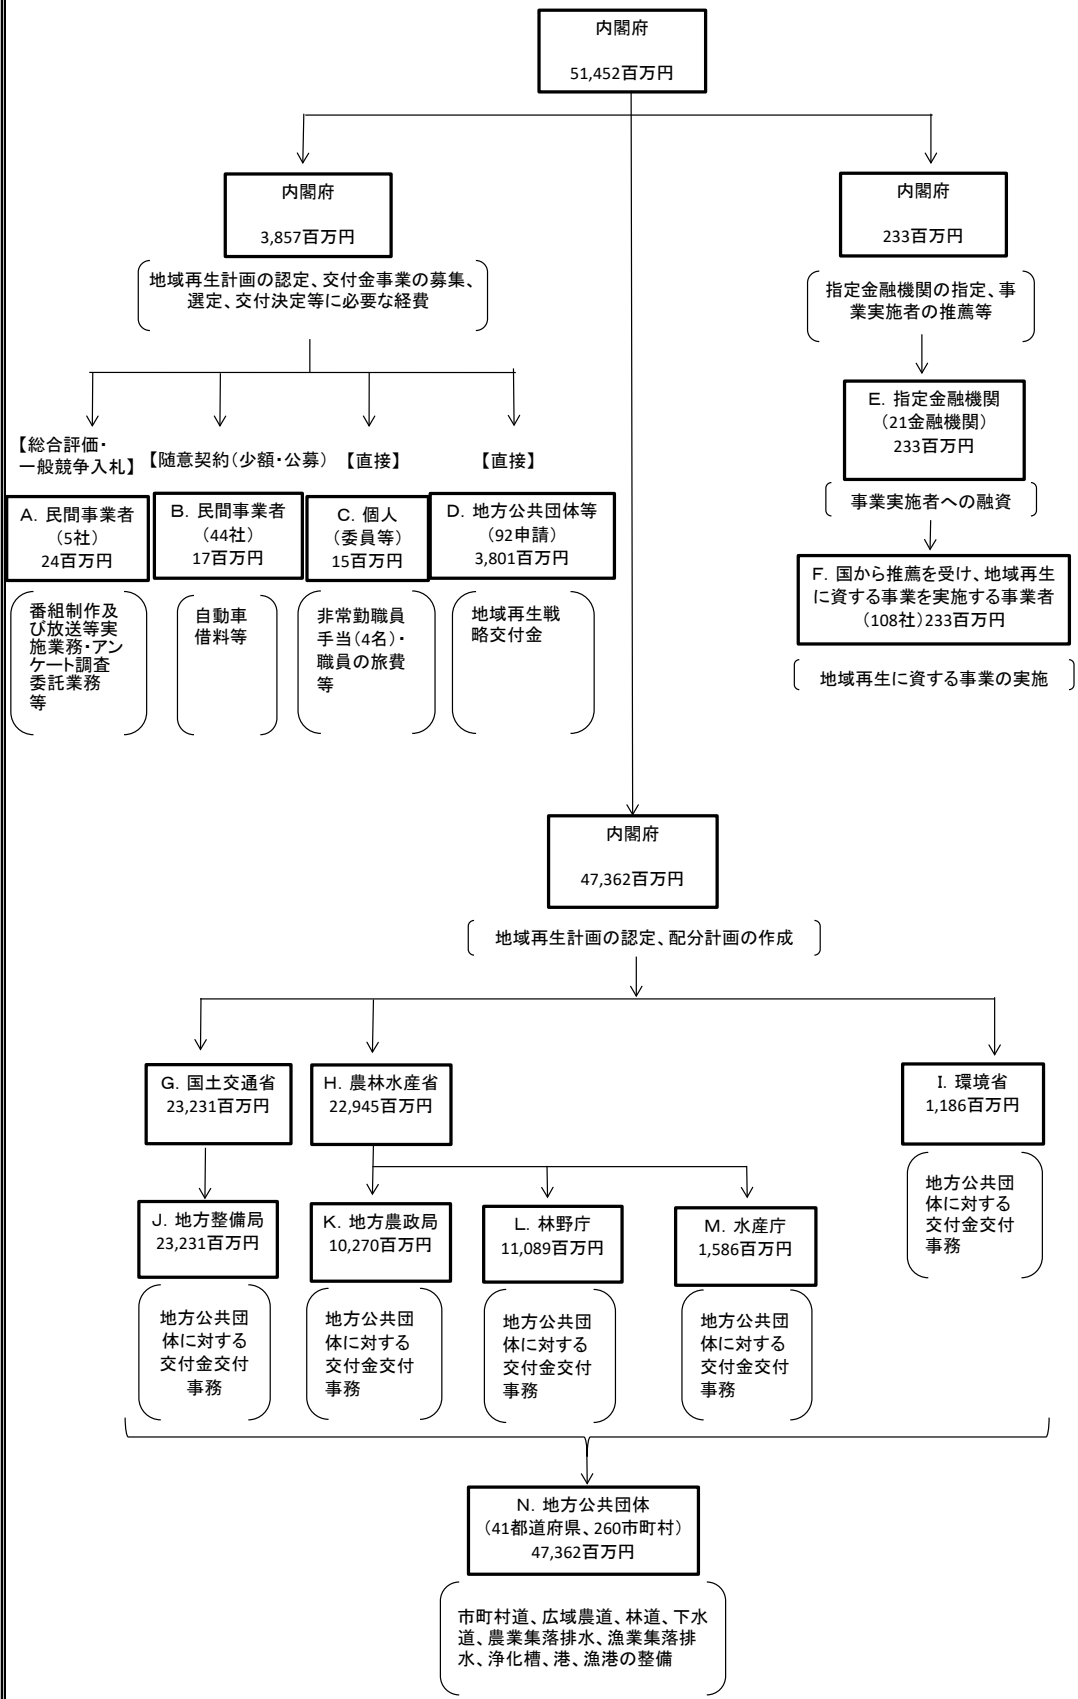 内閣府
51,452百万円
内閣府
3,857百万円
地域再生計画の認定、交付金事業の募集、
選定、交付決定等に必要な経費
内閣府
233百万円
指定金融機関の指定、事
業実施者の推薦等
【総合評価・
一般競争入札】
【随意契約(少額・公募)
【直接】
【直接】
A. 民間事業者
(5社)
24百万円
B. 民間事業者
(44社)
17百万円
C. 個人
(委員等)
15百万円
D. 地方公共団体等
(92申請)
3,801百万円
E. 指定金融機関
(21金融機関)
233百万円
事業実施者への融資
F. 国から推薦を受け、地域再生
に資する事業を実施する事業者
(108社)233百万円
地域再生に資する事業の実施
番組制作及
び放送等実
施業務・アン
ケート調査
委託業務
等
自動車
借料等
非常勤職員
手当(4名)・
職員の旅費
等
地域再生戦
略交付金
内閣府
47,362百万円
地域再生計画の認定、配分計画の作成
G. 国土交通省
23,231百万円
H. 農林水産省
22,945百万円
I. 環境省
1,186百万円
地方公共団
体に対する
交付金交付
事務
J. 地方整備局
23,231百万円
K. 地方農政局
10,270百万円
L. 林野庁
11,089百万円
M. 水産庁
1,586百万円
地方公共団
体に対する
交付金交付
事務
地方公共団
体に対する
交付金交付
事務
地方公共団
体に対する
交付金交付
事務
地方公共団
体に対する
交付金交付
事務
N. 地方公共団体
(41都道府県、260市町村)
47,362百万円
市町村道、広域農道、林道、下水
道、農業集落排水、漁業集落排
水、浄化槽、港、漁港の整備